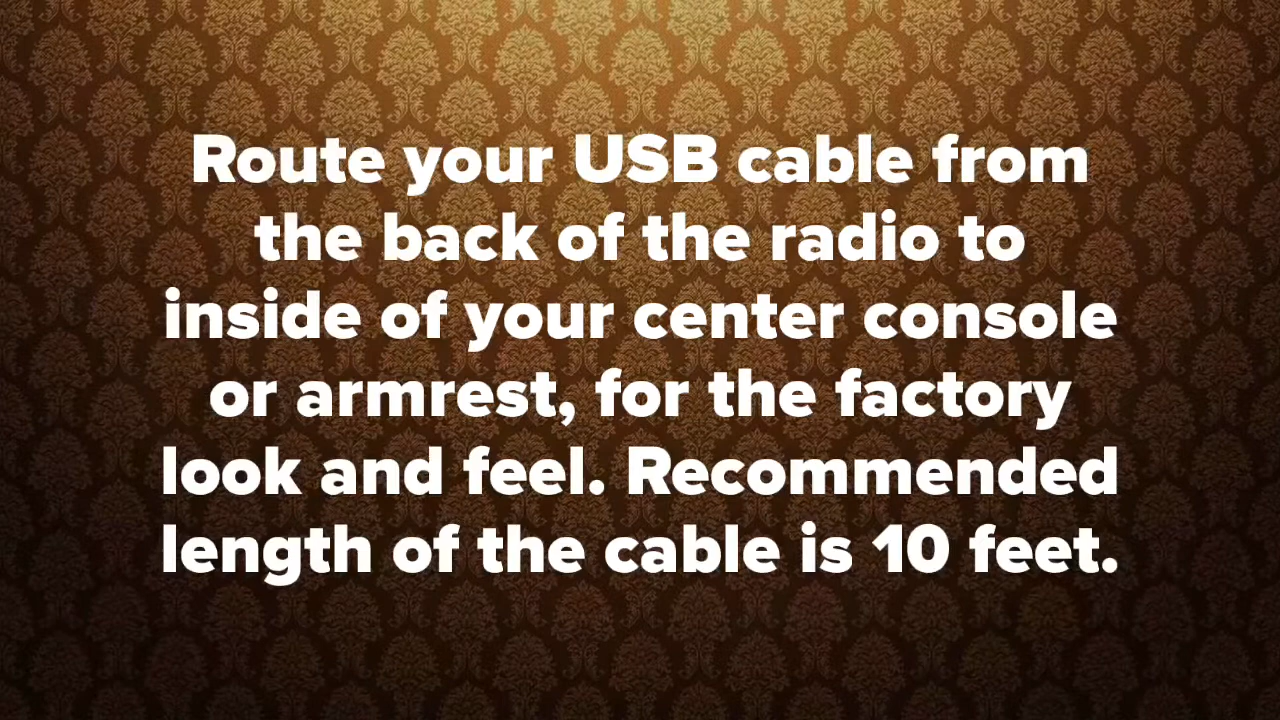 Route your USB cable from
the back of the radio to
inside of your center console
or armrest, for the factory
look and feel. Recommended
length of the cable is 10 feet.